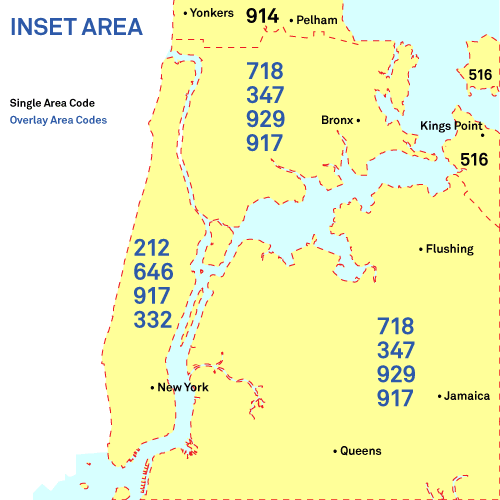 INSET AREA
Yonkers
914
Pelham
516
718
347
929
917
Single Area Code
Overlay Area Codes
Bronx
Kings Point
516
212
646
917
332
Flushing
718
347
929
917
New York
Jamaica
Queens